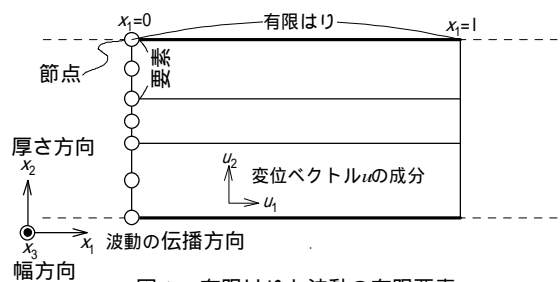 x₁=0 有限はり x₁=l
節点
要素
厚さ方向
x₂
u₂
変位ベクトルuの成分
u₁
x₃ x₁ 波動の伝播方向
幅方向